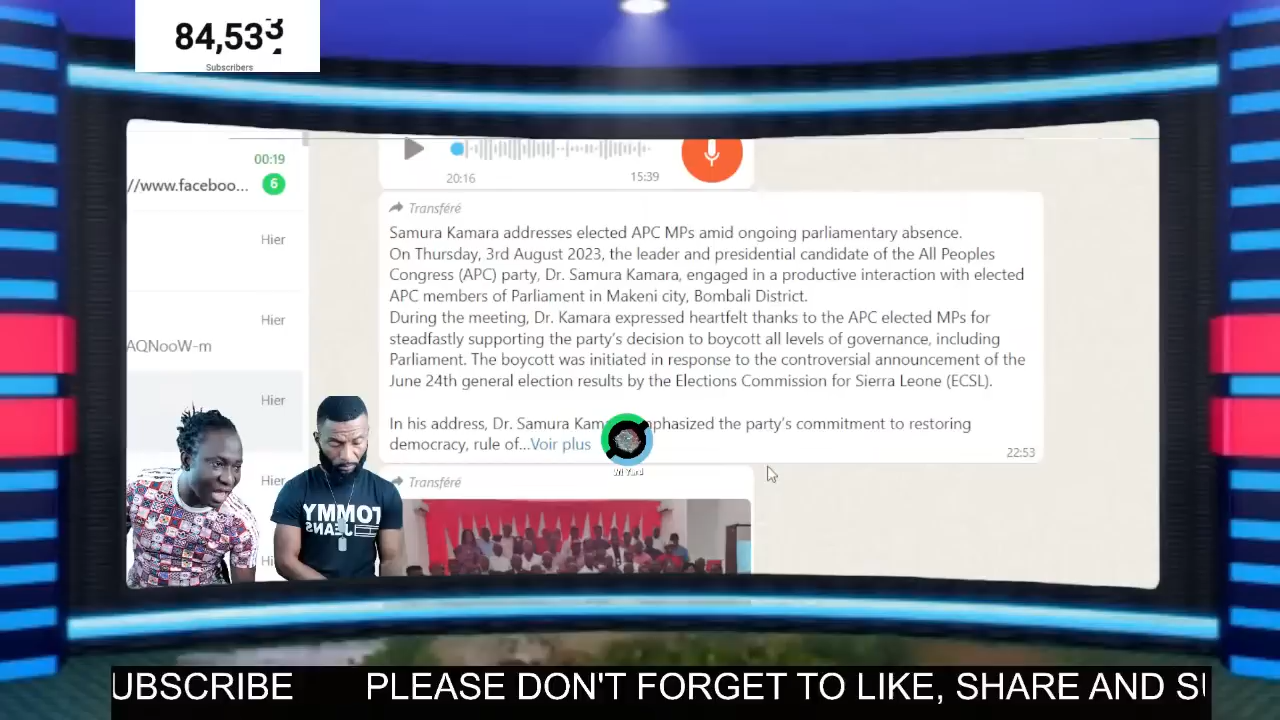 84,533
Subscribers
00:19
//www.faceboo...
6
Hier
Hier
AQNooW-m
Hier
Hier
20:16
15:39
Transféré
Samura Kamara addresses elected APC MPs amid ongoing parliamentary absence.
On Thursday, 3rd August 2023, the leader and presidential candidate of the All Peoples
Congress (APC) party, Dr. Samura Kamara, engaged in a productive interaction with elected
APC members of Parliament in Makeni city, Bombali District.
During the meeting, Dr. Kamara expressed heartfelt thanks to the APC elected MPs for
steadfastly supporting the party's decision to boycott all levels of governance, including
Parliament. The boycott was initiated in response to the controversial announcement of the
June 24th general election results by the Elections Commission for Sierra Leone (ECSL).
In his address, Dr. Samura Kam phasized the party's commitment to restoring
democracy, rule of...Voir plus
22:53
Transféré
TOMMY
JEANS
UBSCRIBE PLEASE DON'T FORGET TO LIKE, SHARE AND SU